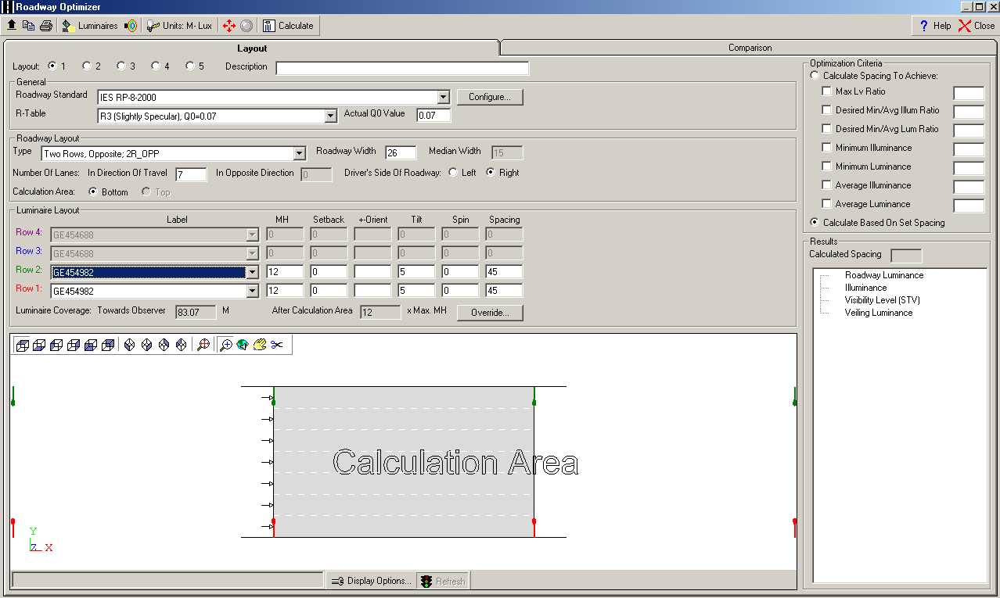 Roadway Optimizer
Luminaires Units: M- Lux Calculate ? Help Close
Layout Comparison
Layout: 1 2 3 4 5 Description
General
Roadway Standard IES RP-8-2000 Configure...
R-Table R3 (Slightly Specular), Q0=0.07 Actual Q0 Value 0.07
Roadway Layout
Type Two Rows, Opposite; 2R_OPP Roadway Width 26 Median Width 15
Number Of Lanes: In Direction Of Travel 7 In Opposite Direction 0 Driver's Side Of Roadway: Left Right
Calculation Area: Bottom Top
Luminaire Layout
Label MH Setback +-Orient Tilt Spin Spacing
Row 4: GE454688 0 0 0 0 0
Row 3: GE454688 0 0 0 0 0
Row 2: GE454982 12 0 5 0 45
Row 1: GE454982 12 0 5 0 45
Luminaire Coverage: Towards Observer 83.07 M After Calculation Area 12 x Max. MH Override...
Calculation Area
Y
Z X
Display Options... Refresh
Optimization Criteria
Calculate Spacing To Achieve:
Max Lv Ratio
Desired Min/Avg Illum Ratio
Desired Min/Avg Lum Ratio
Minimum Illuminance
Minimum Luminance
Average Illuminance
Average Luminance
Calculate Based On Set Spacing
Results
Calculated Spacing
Roadway Luminance
Illuminance
Visibility Level (STV)
Veiling Luminance